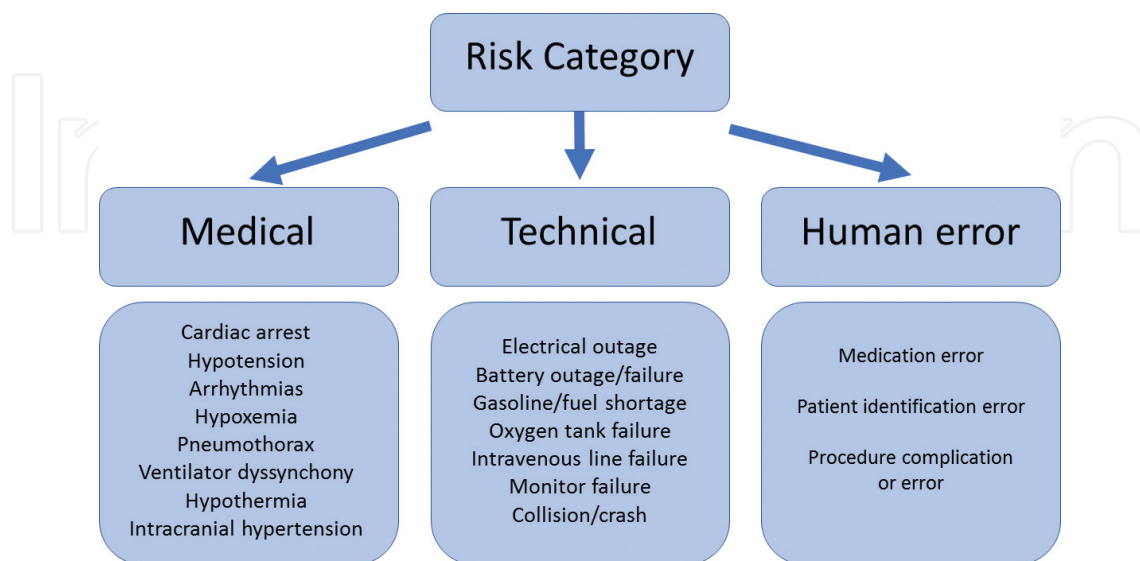 Risk Category
Medical
Technical
Human error
Cardiac arrest
Hypotension
Arrhythmias
Hypoxemia
Pneumothorax
Ventilator dyssynchony
Hypothermia
Intracranial hypertension
Electrical outage
Battery outage/failure
Gasoline/fuel shortage
Oxygen tank failure
Intravenous line failure
Monitor failure
Collision/crash
Medication error
Patient identification error
Procedure complication
or error